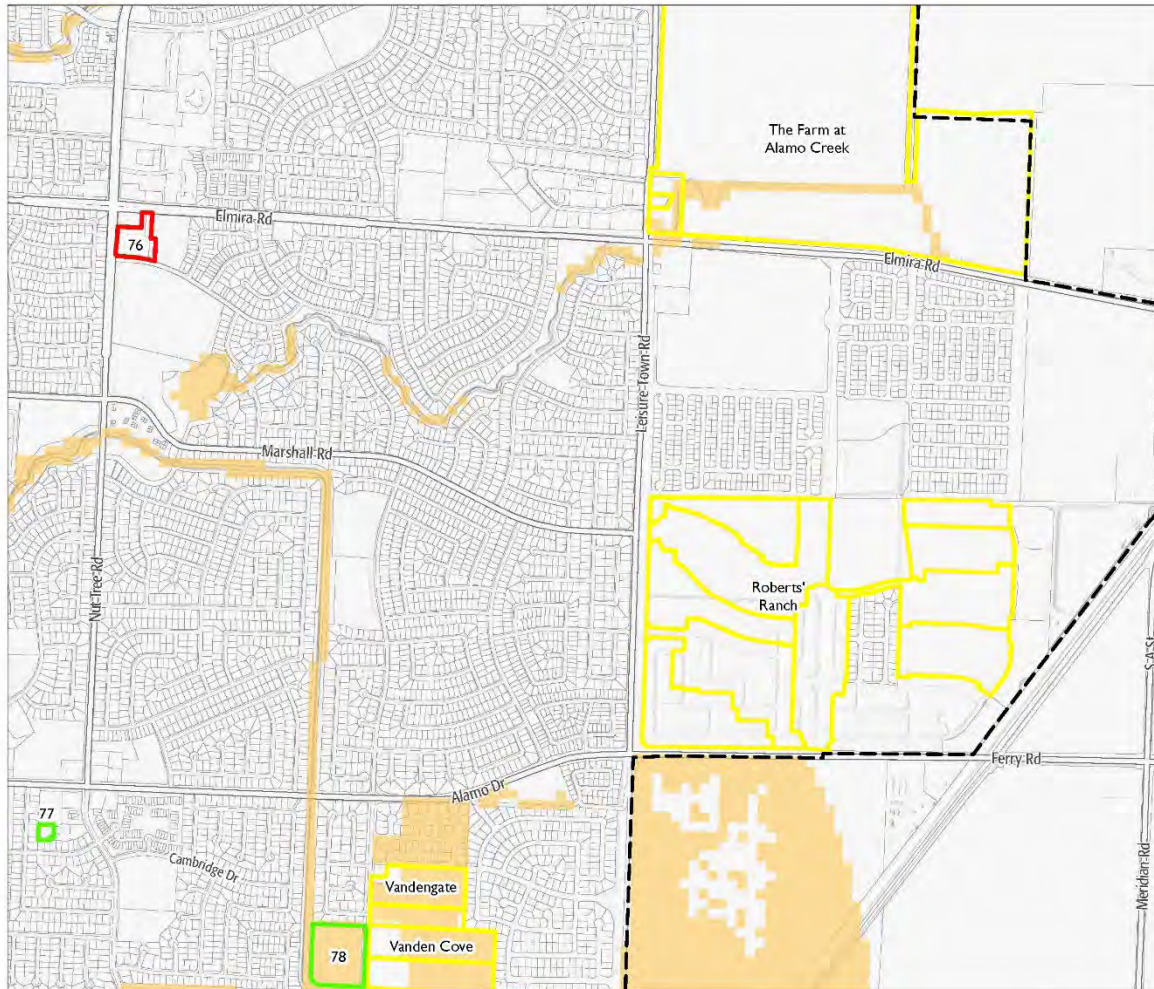 The Farm at
Alamo Creek
Elmira Rd
76
Elmira Rd
Leisure Town Rd
Marshall Rd
Nut Tree Rd
Roberts'
Ranch
S A St
Ferry Rd
Alamo Dr
77
Cambridge Dr
Vandengate
Meridian Rd
Vanden Cove
78